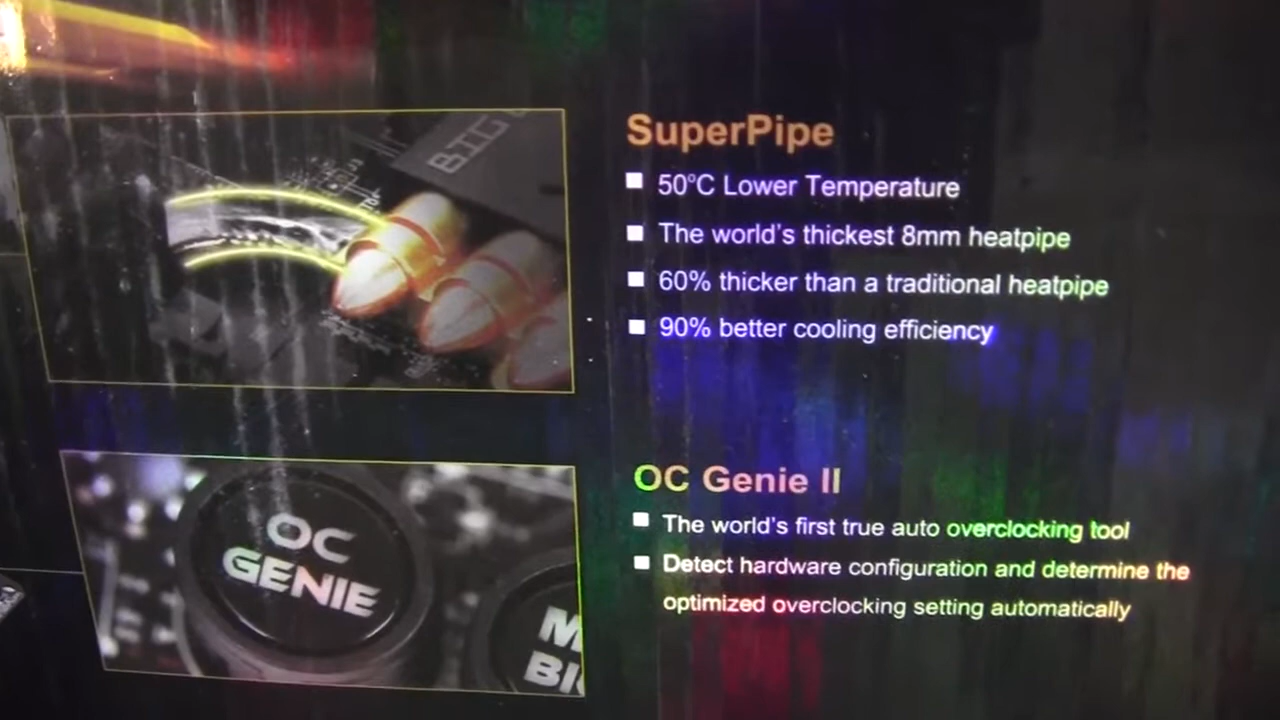 BIG
SuperPipe
50°C Lower Temperature
The world's thickest 8mm heatpipe
60% thicker than a traditional heatpipe
90% better cooling efficiency
OC
GENIE
OC Genie II
The world's first true auto overclocking tool
Detect hardware configuration and determine the
optimized overclocking setting automatically